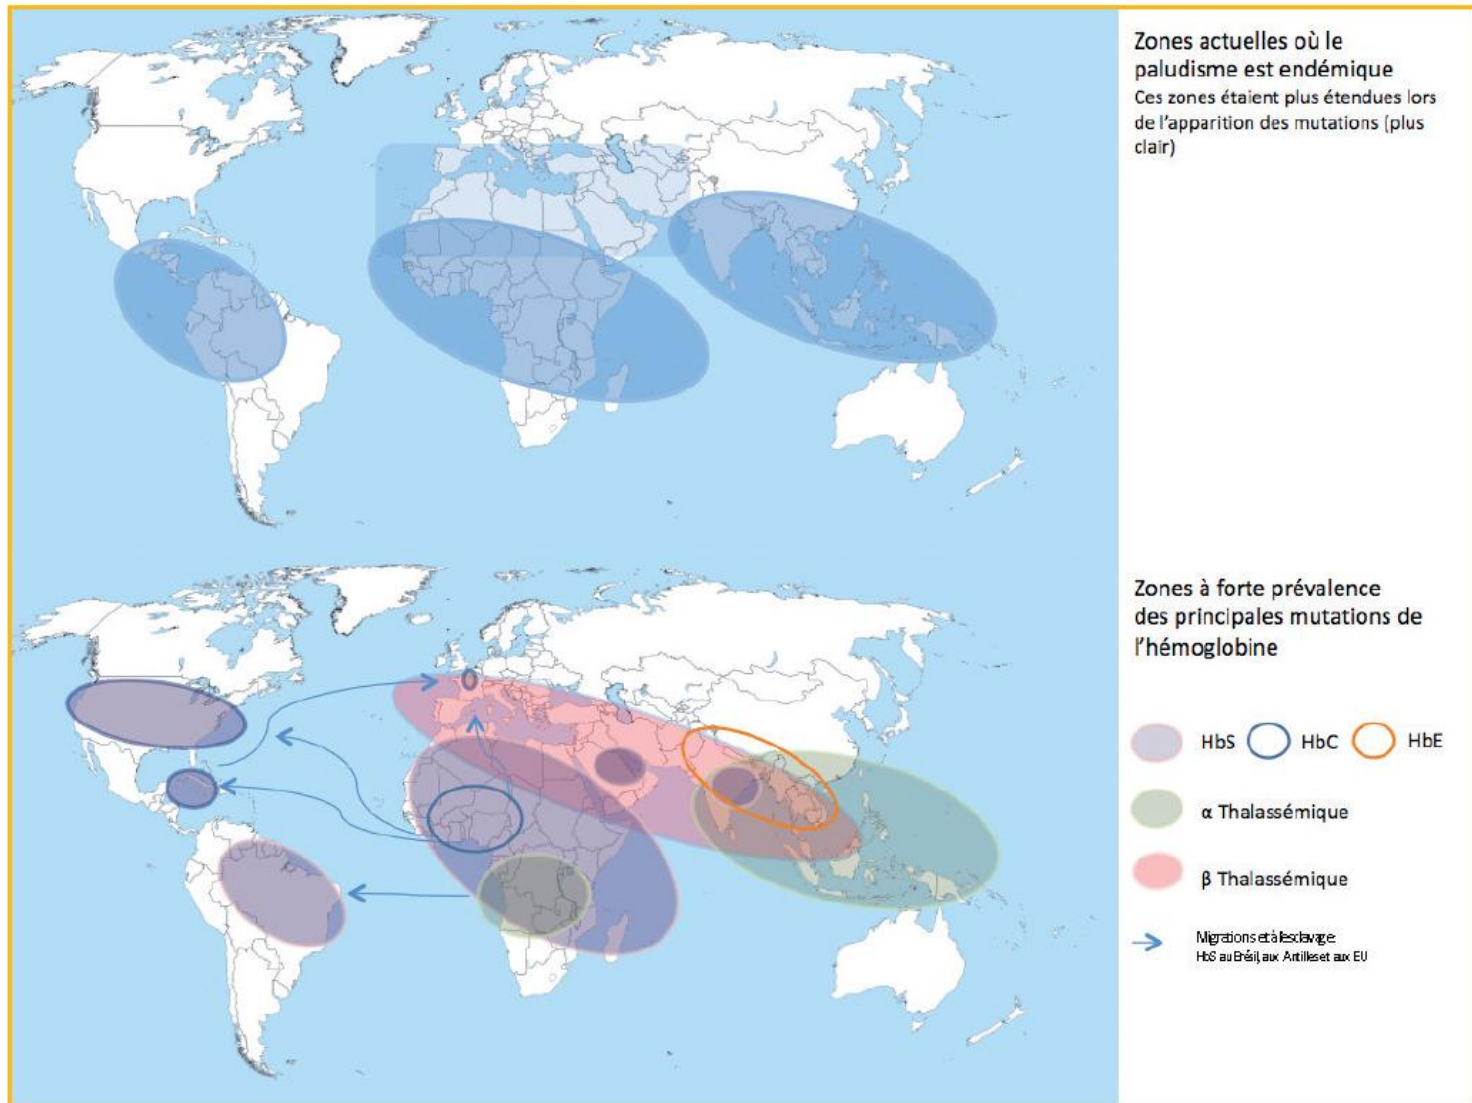 Zones actuelles où le
paludisme est endémique
Ces zones étaient plus étendues lors
de l'apparition des mutations (plus
clair)
Zones à forte prévalence
des principales mutations de
l'hémoglobine
HbS HbC HbE
α Thalassémique
β Thalassémique
Migrations et à l'esclavage:
HbS au Brésil, aux Antilles et aux EU